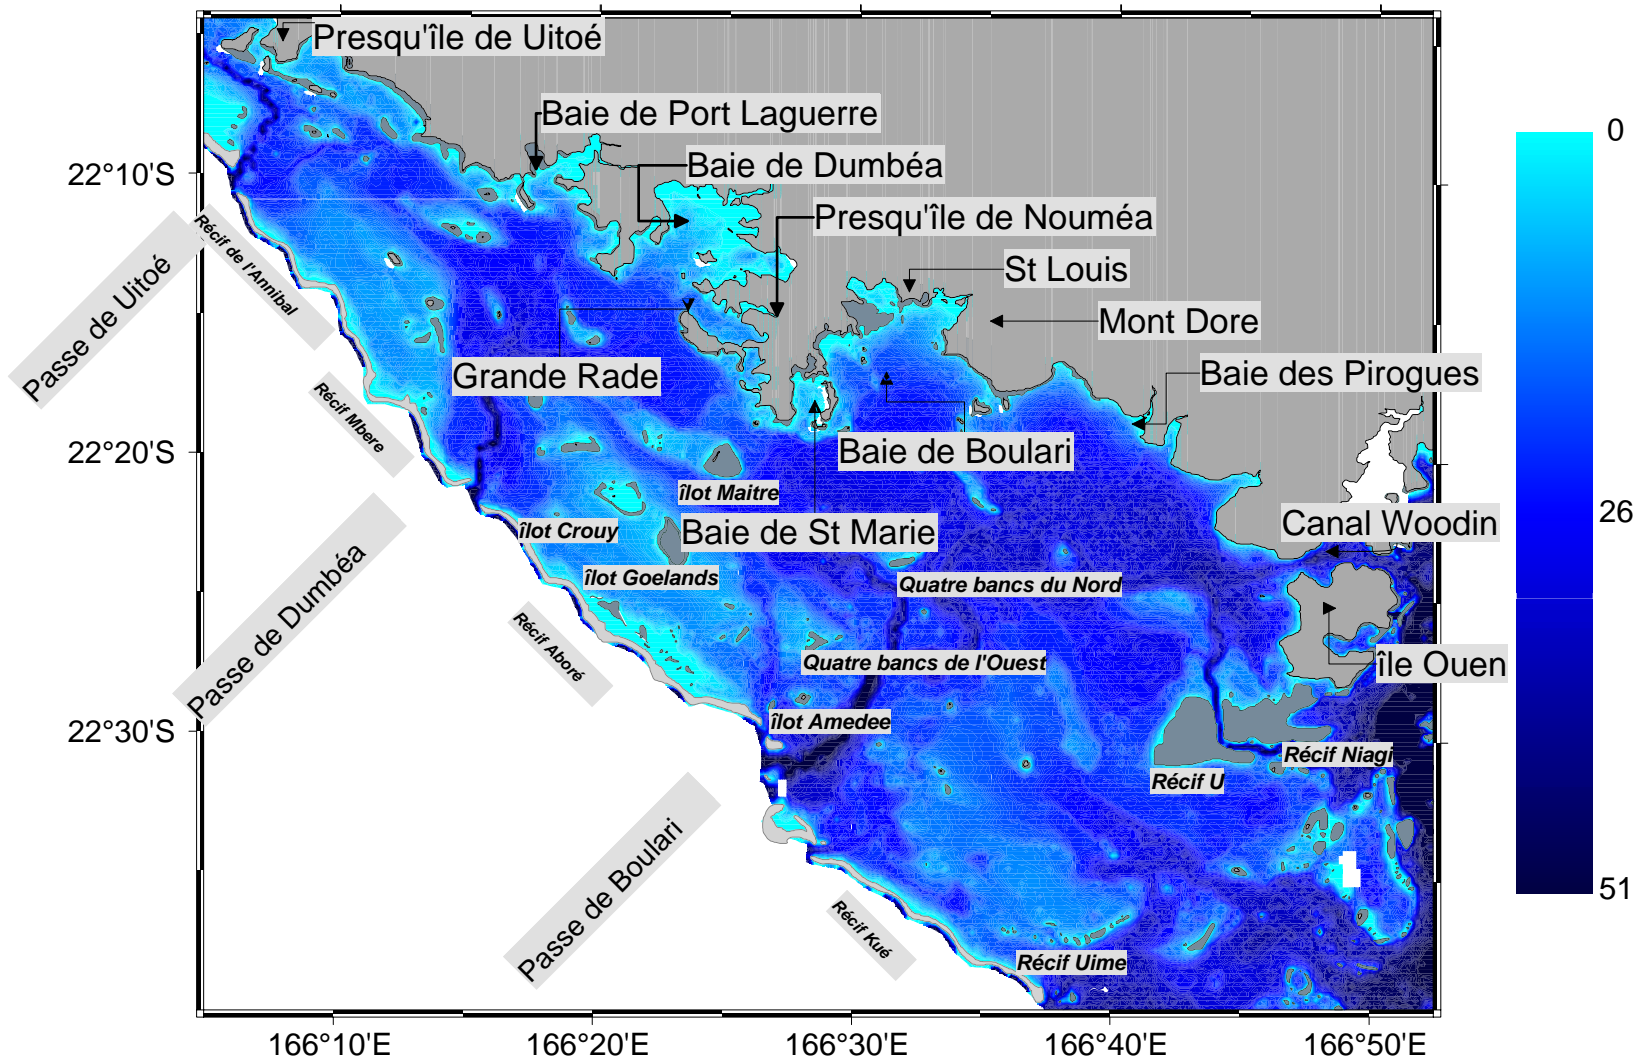 Presqu'île de Uitoé
Baie de Port Laguerre
0
Baie de Dumbéa
22°10'S
Presqu'île de Nouméa
Récif de l'Annibal
St Louis
Passe de Uitoé
Mont Dore
Grande Rade
Baie des Pirogues
Récif Mbere
22°20'S
Baie de Boulari
îlot Maitre
26
Canal Woodin
îlot Crouy
Baie de St Marie
îlot Goelands
Quatre bancs du Nord
Passe de Dumbéa
Récif Aboré
Quatre bancs de l'Ouest
île Ouen
22°30'S
îlot Amedee
Récif Niagi
Récif U
Passe de Boulari
51
Récif Kué
Récif Uime
166°10'E
166°20'E
166°30'E
166°40'E
166°50'E